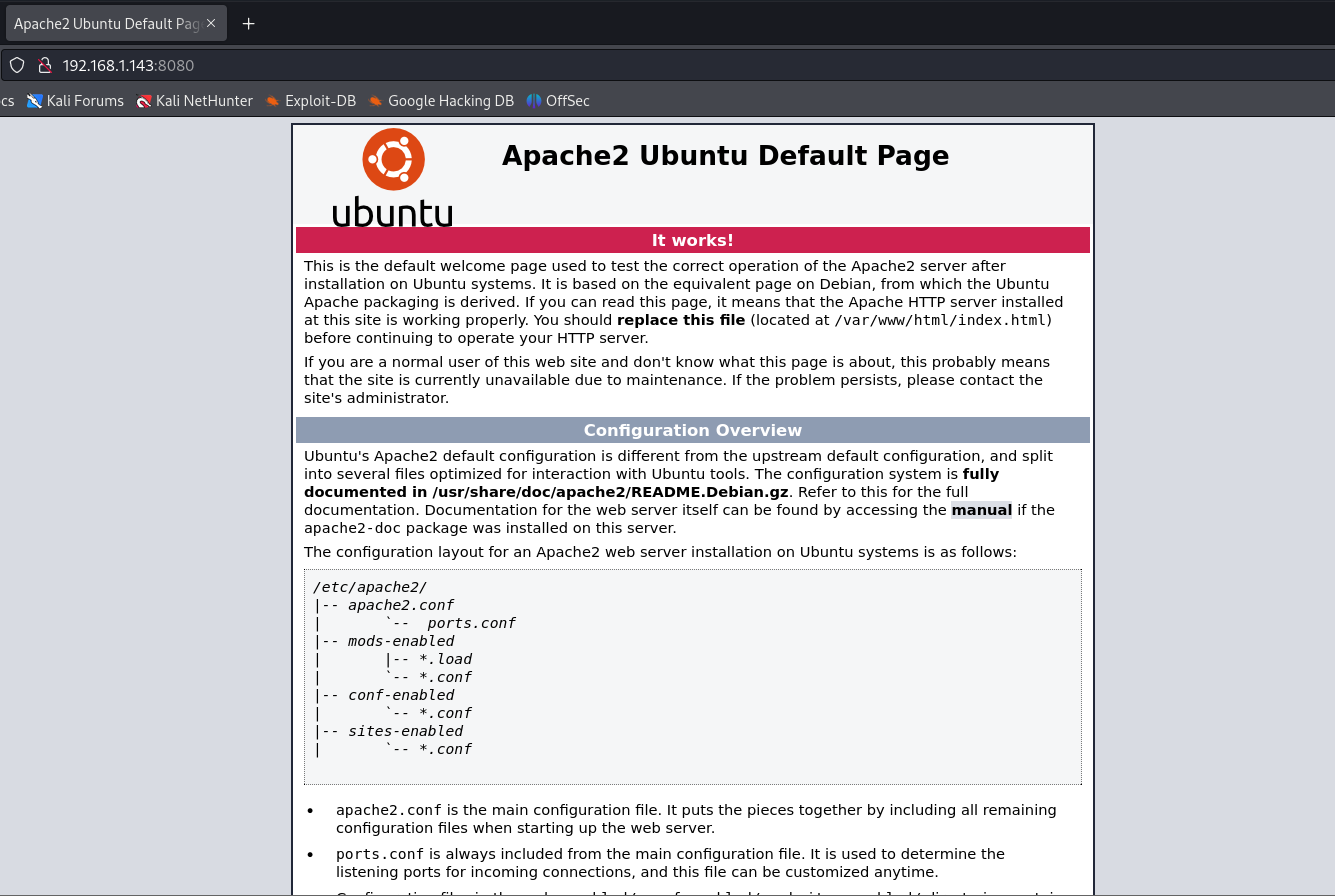 Apache2 Ubuntu Default Pag
192.168.1.143:8080
cs Kali Forums Kali NetHunter Exploit-DB Google Hacking DB OffSec
ubuntu
Apache2 Ubuntu Default Page
It works!
This is the default welcome page used to test the correct operation of the Apache2 server after
installation on Ubuntu systems. It is based on the equivalent page on Debian, from which the Ubuntu
Apache packaging is derived. If you can read this page, it means that the Apache HTTP server installed
at this site is working properly. You should replace this file (located at /var/www/html/index.html)
before continuing to operate your HTTP server.
If you are a normal user of this web site and don't know what this page is about, this probably means
that the site is currently unavailable due to maintenance. If the problem persists, please contact the
site's administrator.
Configuration Overview
Ubuntu's Apache2 default configuration is different from the upstream default configuration, and split
into several files optimized for interaction with Ubuntu tools. The configuration system is fully
documented in /usr/share/doc/apache2/README.Debian.gz. Refer to this for the full
documentation. Documentation for the web server itself can be found by accessing the manual if the
apache2-doc package was installed on this server.
The configuration layout for an Apache2 web server installation on Ubuntu systems is as follows:
/etc/apache2/
|-- apache2.conf
|       `--  ports.conf
|-- mods-enabled
|       |-- *.load
|       `-- *.conf
|-- conf-enabled
|       `-- *.conf
|-- sites-enabled
|       `-- *.conf
• apache2.conf is the main configuration file. It puts the pieces together by including all remaining
configuration files when starting up the web server.
• ports.conf is always included from the main configuration file. It is used to determine the
listening ports for incoming connections, and this file can be customized anytime.